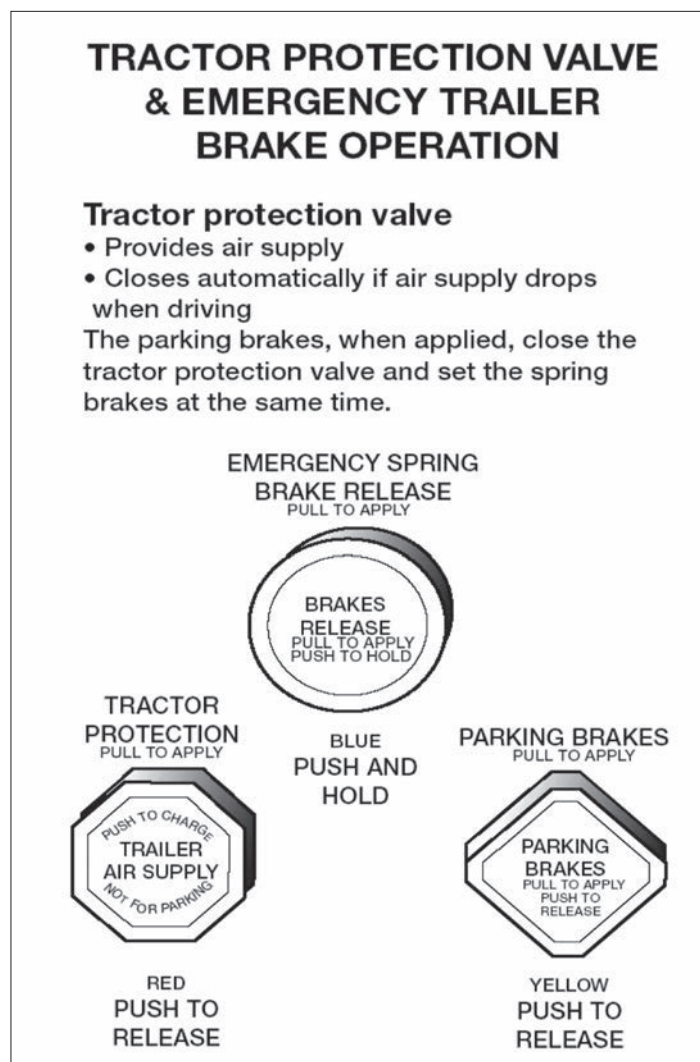 TRACTOR PROTECTION VALVE
& EMERGENCY TRAILER
BRAKE OPERATION
Tractor protection valve
• Provides air supply
• Closes automatically if air supply drops
when driving
The parking brakes, when applied, close the
tractor protection valve and set the spring
brakes at the same time.
EMERGENCY SPRING
BRAKE RELEASE
PULL TO APPLY
BRAKES
RELEASE
PULL TO APPLY
PUSH TO HOLD
BLUE
PUSH AND
HOLD
TRACTOR
PROTECTION
PULL TO APPLY
PUSH TO CHARGE
TRAILER
AIR SUPPLY
NOT FOR PARKING
RED
PUSH TO
RELEASE
PARKING BRAKES
PULL TO APPLY
PARKING
BRAKES
PULL TO APPLY
PUSH TO
RELEASE
YELLOW
PUSH TO
RELEASE